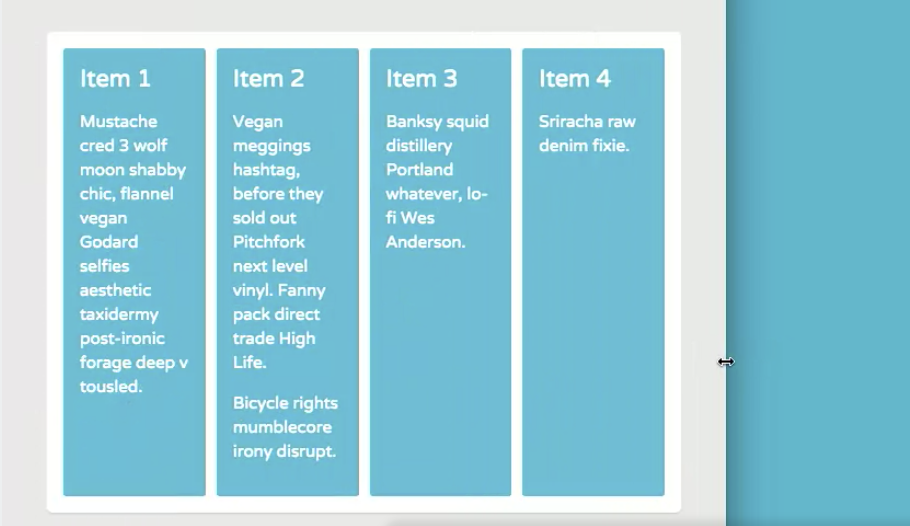 Item 1
Mustache
cred 3 wolf
moon shabby
chic, flannel
vegan
Godard
selfies
aesthetic
taxidermy
post-ironic
forage deep v
tousled.
Item 2
Vegan
meggings
hashtag,
before they
sold out
Pitchfork
next level
vinyl. Fanny
pack direct
trade High
Life.
Bicycle rights
mumblecore
irony disrupt.
Item 3
Banksy squid
distillery
Portland
whatever, lo-
fi Wes
Anderson.
Item 4
Sriracha raw
denim fixie.